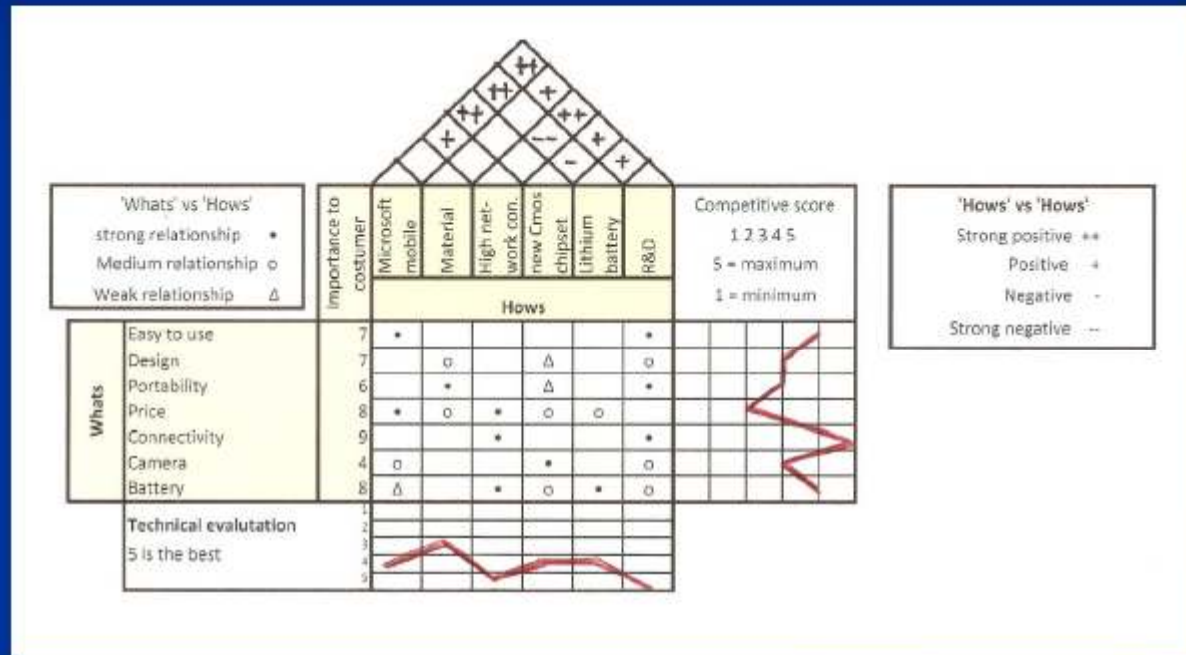 ++
++ +
++ ++
+ -- +
- +
'Whats' vs 'Hows'
strong relationship •
Medium relationship o
Weak relationship Δ
importance to costumer
Microsoft mobile
Material
High net-work con.
new Cmos chipset
Lithium battery
R&D
Hows
Competitive score
1 2 3 4 5
5 = maximum
1 = minimum
'Hows' vs 'Hows'
Strong positive ++
Positive +
Negative -
Strong negative --
Whats
Easy to use 7 • •
Design 7 o Δ o
Portability 6 • Δ •
Price 8 • o • o o
Connectivity 9 • •
Camera 4 o • o
Battery 8 Δ • o • o
Technical evalutation
5 is the best
1
2
3
4
5